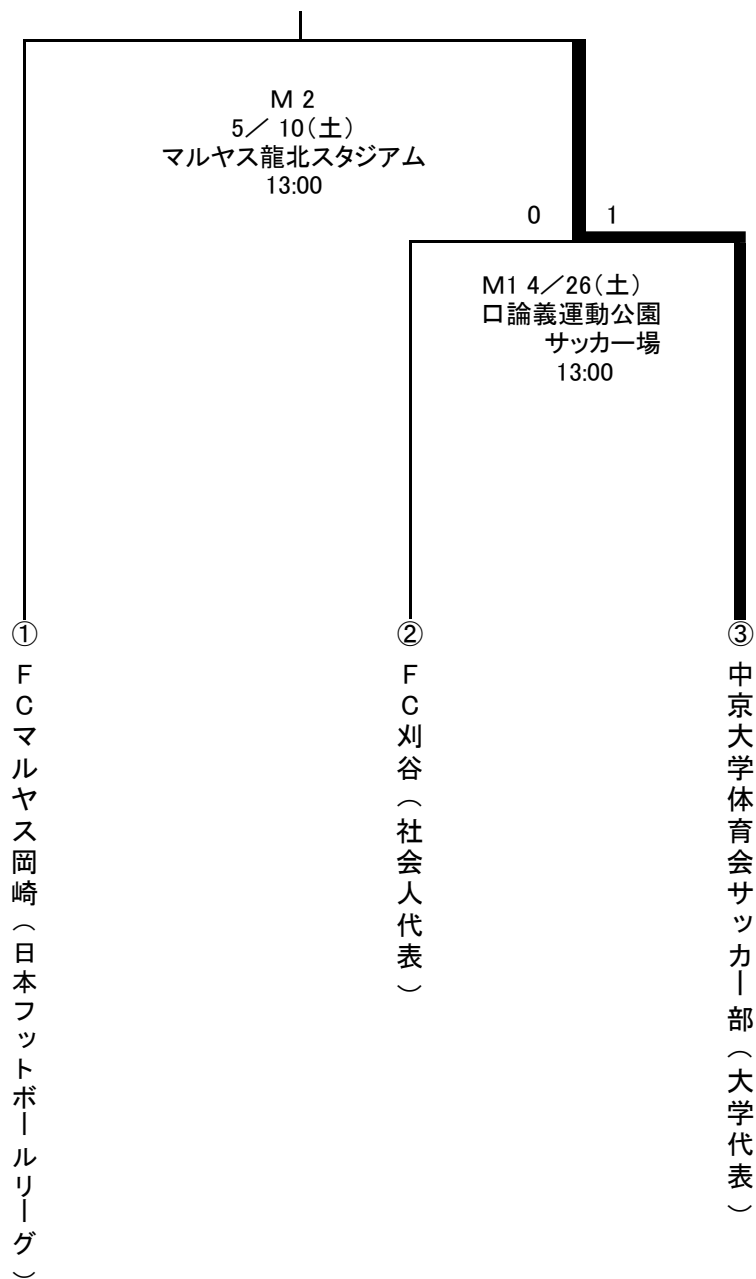 M 2
5／10(土)
マルヤス龍北スタジアム
13:00
0 1
M1 4／26(土)
口論義運動公園
サッカー場
13:00
①FCマルヤス岡崎（日本フットボールリーグ）
②FC刈谷（社会人代表）
③中京大学体育会サッカー部（大学代表）